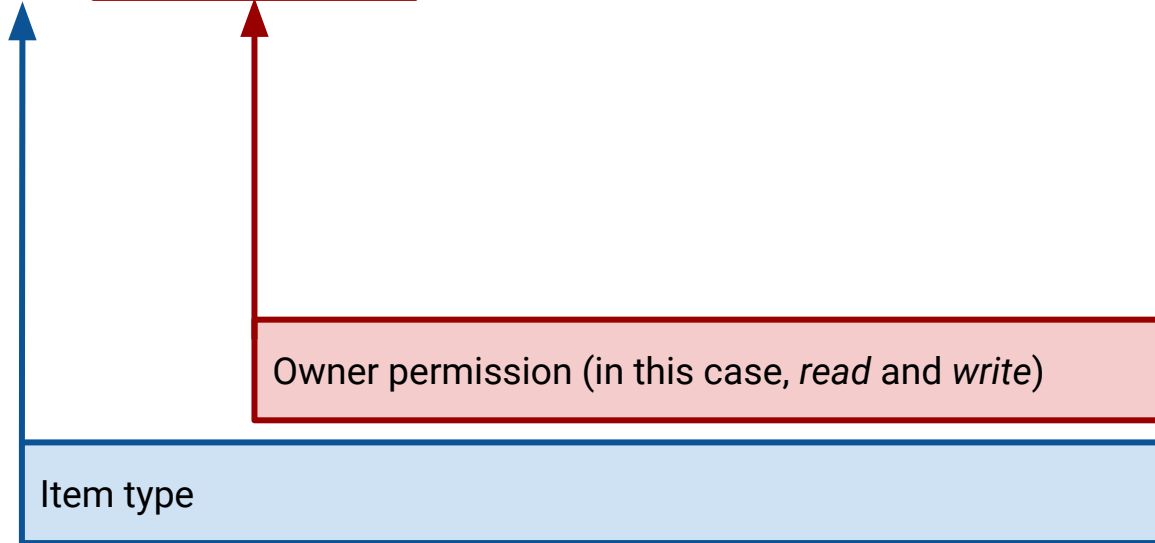 Owner permission (in this case, read and write)
Item type